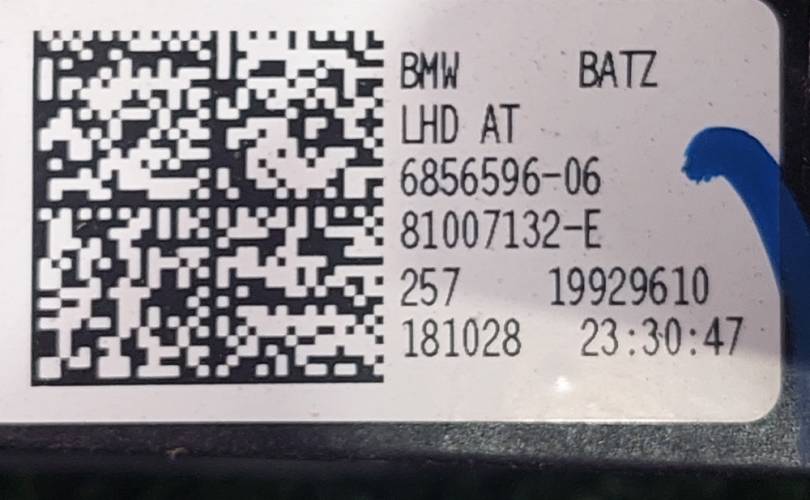 BMW BATZ
LHD AT
6856596-06
81007132-E
257 19929610
181028 23:30:47